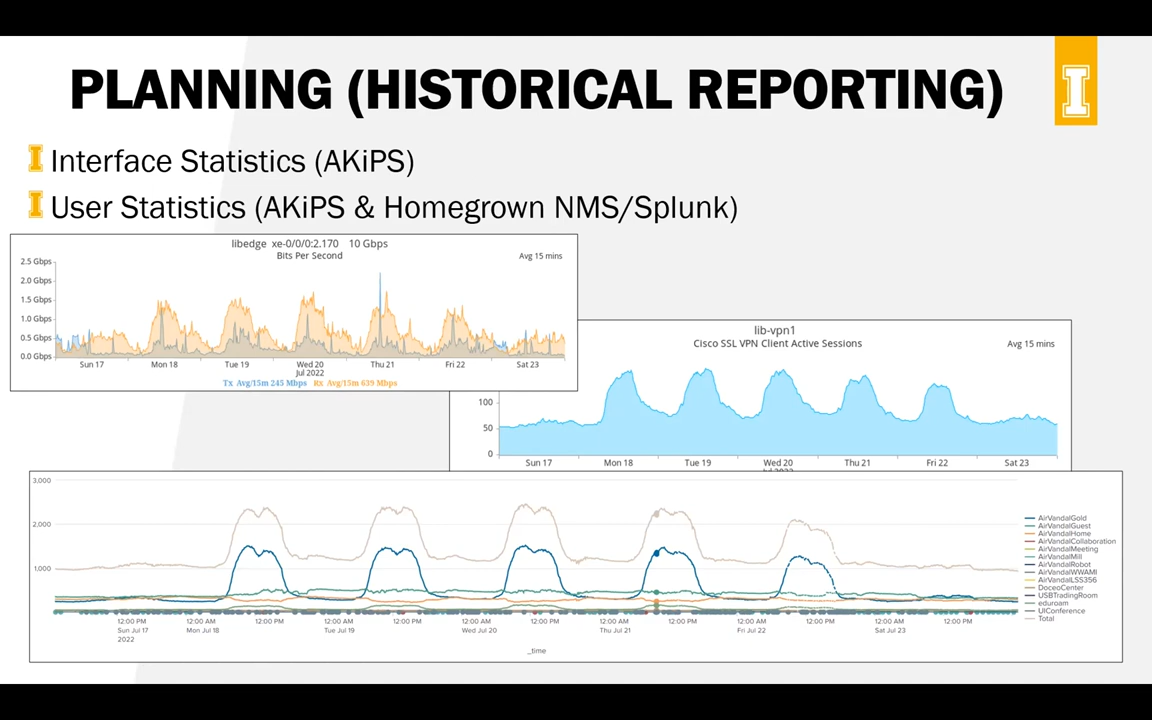 PLANNING (HISTORICAL REPORTING)
I
Interface Statistics (AKiPS)
User Statistics (AKiPS & Homegrown NMS/Splunk)
libedge xe-0/0/0:2.170 10 Gbps
Bits Per Second
Avg 15 mins
2.5 Gbps
2.0 Gbps
1.5 Gbps
1.0 Gbps
0.5 Gbps
0.0 Gbps
Sun 17 Mon 18 Tue 19 Wed 20 Thu 21 Fri 22 Sat 23
Jul 2022
Tx Avg/15m 245 Mbps Rx Avg/15m 639 Mbps
lib-vpn1
Cisco SSL VPN Client Active Sessions
Avg 15 mins
100
50
0
Sun 17 Mon 18 Tue 19 Wed 20 Thu 21 Fri 22 Sat 23
Jul 2022
3,000
2,000
1,000
12:00 PM 12:00 AM 12:00 PM 12:00 AM 12:00 PM 12:00 AM 12:00 PM 12:00 AM 12:00 PM 12:00 AM 12:00 PM 12:00 AM 12:00 PM
Sun Jul 17 Mon Jul 18 Tue Jul 19 Wed Jul 20 Thu Jul 21 Fri Jul 22 Sat Jul 23
2022
_time
AirVandalGold
AirVandalGuest
AirVandalHome
AirVandalCollaboration
AirVandalMeeting
AirVandalMill
AirVandalRobot
AirVandalWWAMI
AirVandalLSS356
DoceoCenter
USBTradingRoom
eduroam
UIConference
Total